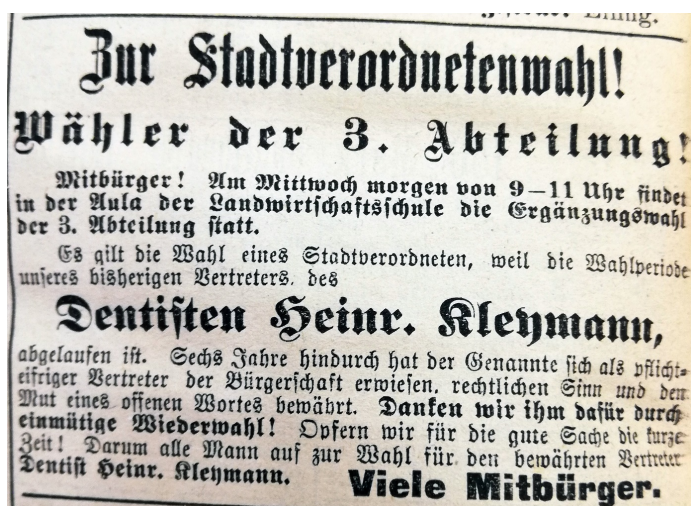 Zur Stadtverordnetenwahl!
Wähler der 3. Abteilung!
Mitbürger! Am Mittwoch morgen von 9—11 Uhr findet
in der Aula der Landwirtschaftsschule die Ergänzungswahl
der 3. Abteilung statt.
Es gilt die Wahl eines Stadtverordneten, weil die Wahlperiode
unseres bisherigen Vertreters, des
Dentisten Heinr. Kleymann,
abgelaufen ist. Sechs Jahre hindurch hat der Genannte sich als pflicht-
eifriger Vertreter der Bürgerschaft erwiesen, rechtlichen Sinn und den
Mut eines offenen Wortes bewährt. Danken wir ihm dafür durch
einmütige Wiederwahl! Opfern wir für die gute Sache die kurze
Zeit! Darum alle Mann auf zur Wahl für den bewährten Vertreter
Dentist Heinr. Kleymann.
Viele Mitbürger.